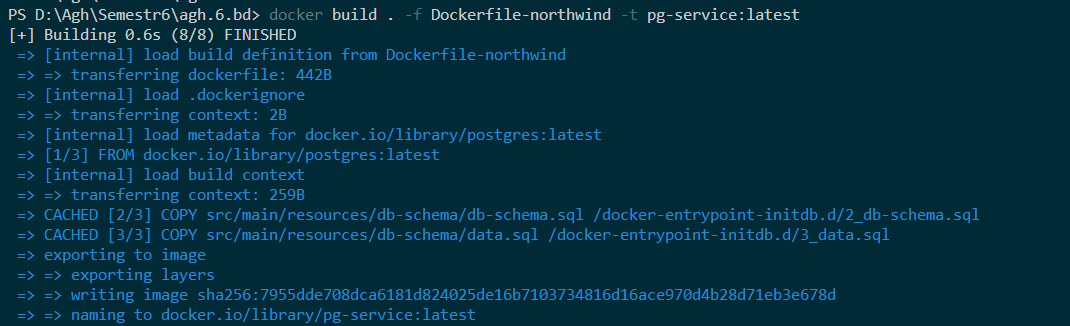 PS D:\Agh\Semestr6\agh.6.bd> docker build . -f Dockerfile-northwind -t pg-service:latest
[+] Building 0.6s (8/8) FINISHED
=> [internal] load build definition from Dockerfile-northwind
=> => transferring dockerfile: 442B
=> [internal] load .dockerignore
=> => transferring context: 2B
=> [internal] load metadata for docker.io/library/postgres:latest
=> [1/3] FROM docker.io/library/postgres:latest
=> [internal] load build context
=> => transferring context: 259B
=> CACHED [2/3] COPY src/main/resources/db-schema/db-schema.sql /docker-entrypoint-initdb.d/2_db-schema.sql
=> CACHED [3/3] COPY src/main/resources/db-schema/data.sql /docker-entrypoint-initdb.d/3_data.sql
=> exporting to image
=> => exporting layers
=> => writing image sha256:7955dde708dca6181d824025de16b7103734816d16ace970d4b28d71eb3e678d
=> => naming to docker.io/library/pg-service:latest